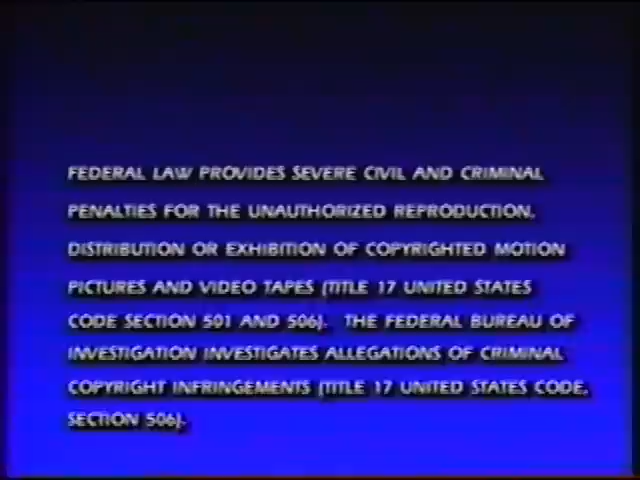 FEDERAL LAW PROVIDES SEVERE CIVIL AND CRIMINAL
PENALTIES FOR THE UNAUTHORIZED REPRODUCTION,
DISTRIBUTION OR EXHIBITION OF COPYRIGHTED MOTION
PICTURES AND VIDEO TAPES (TITLE 17 UNITED STATES
CODE SECTION 501 AND 506). THE FEDERAL BUREAU OF
INVESTIGATION INVESTIGATES ALLEGATIONS OF CRIMINAL
COPYRIGHT INFRINGEMENTS (TITLE 17 UNITED STATES CODE,
SECTION 506).